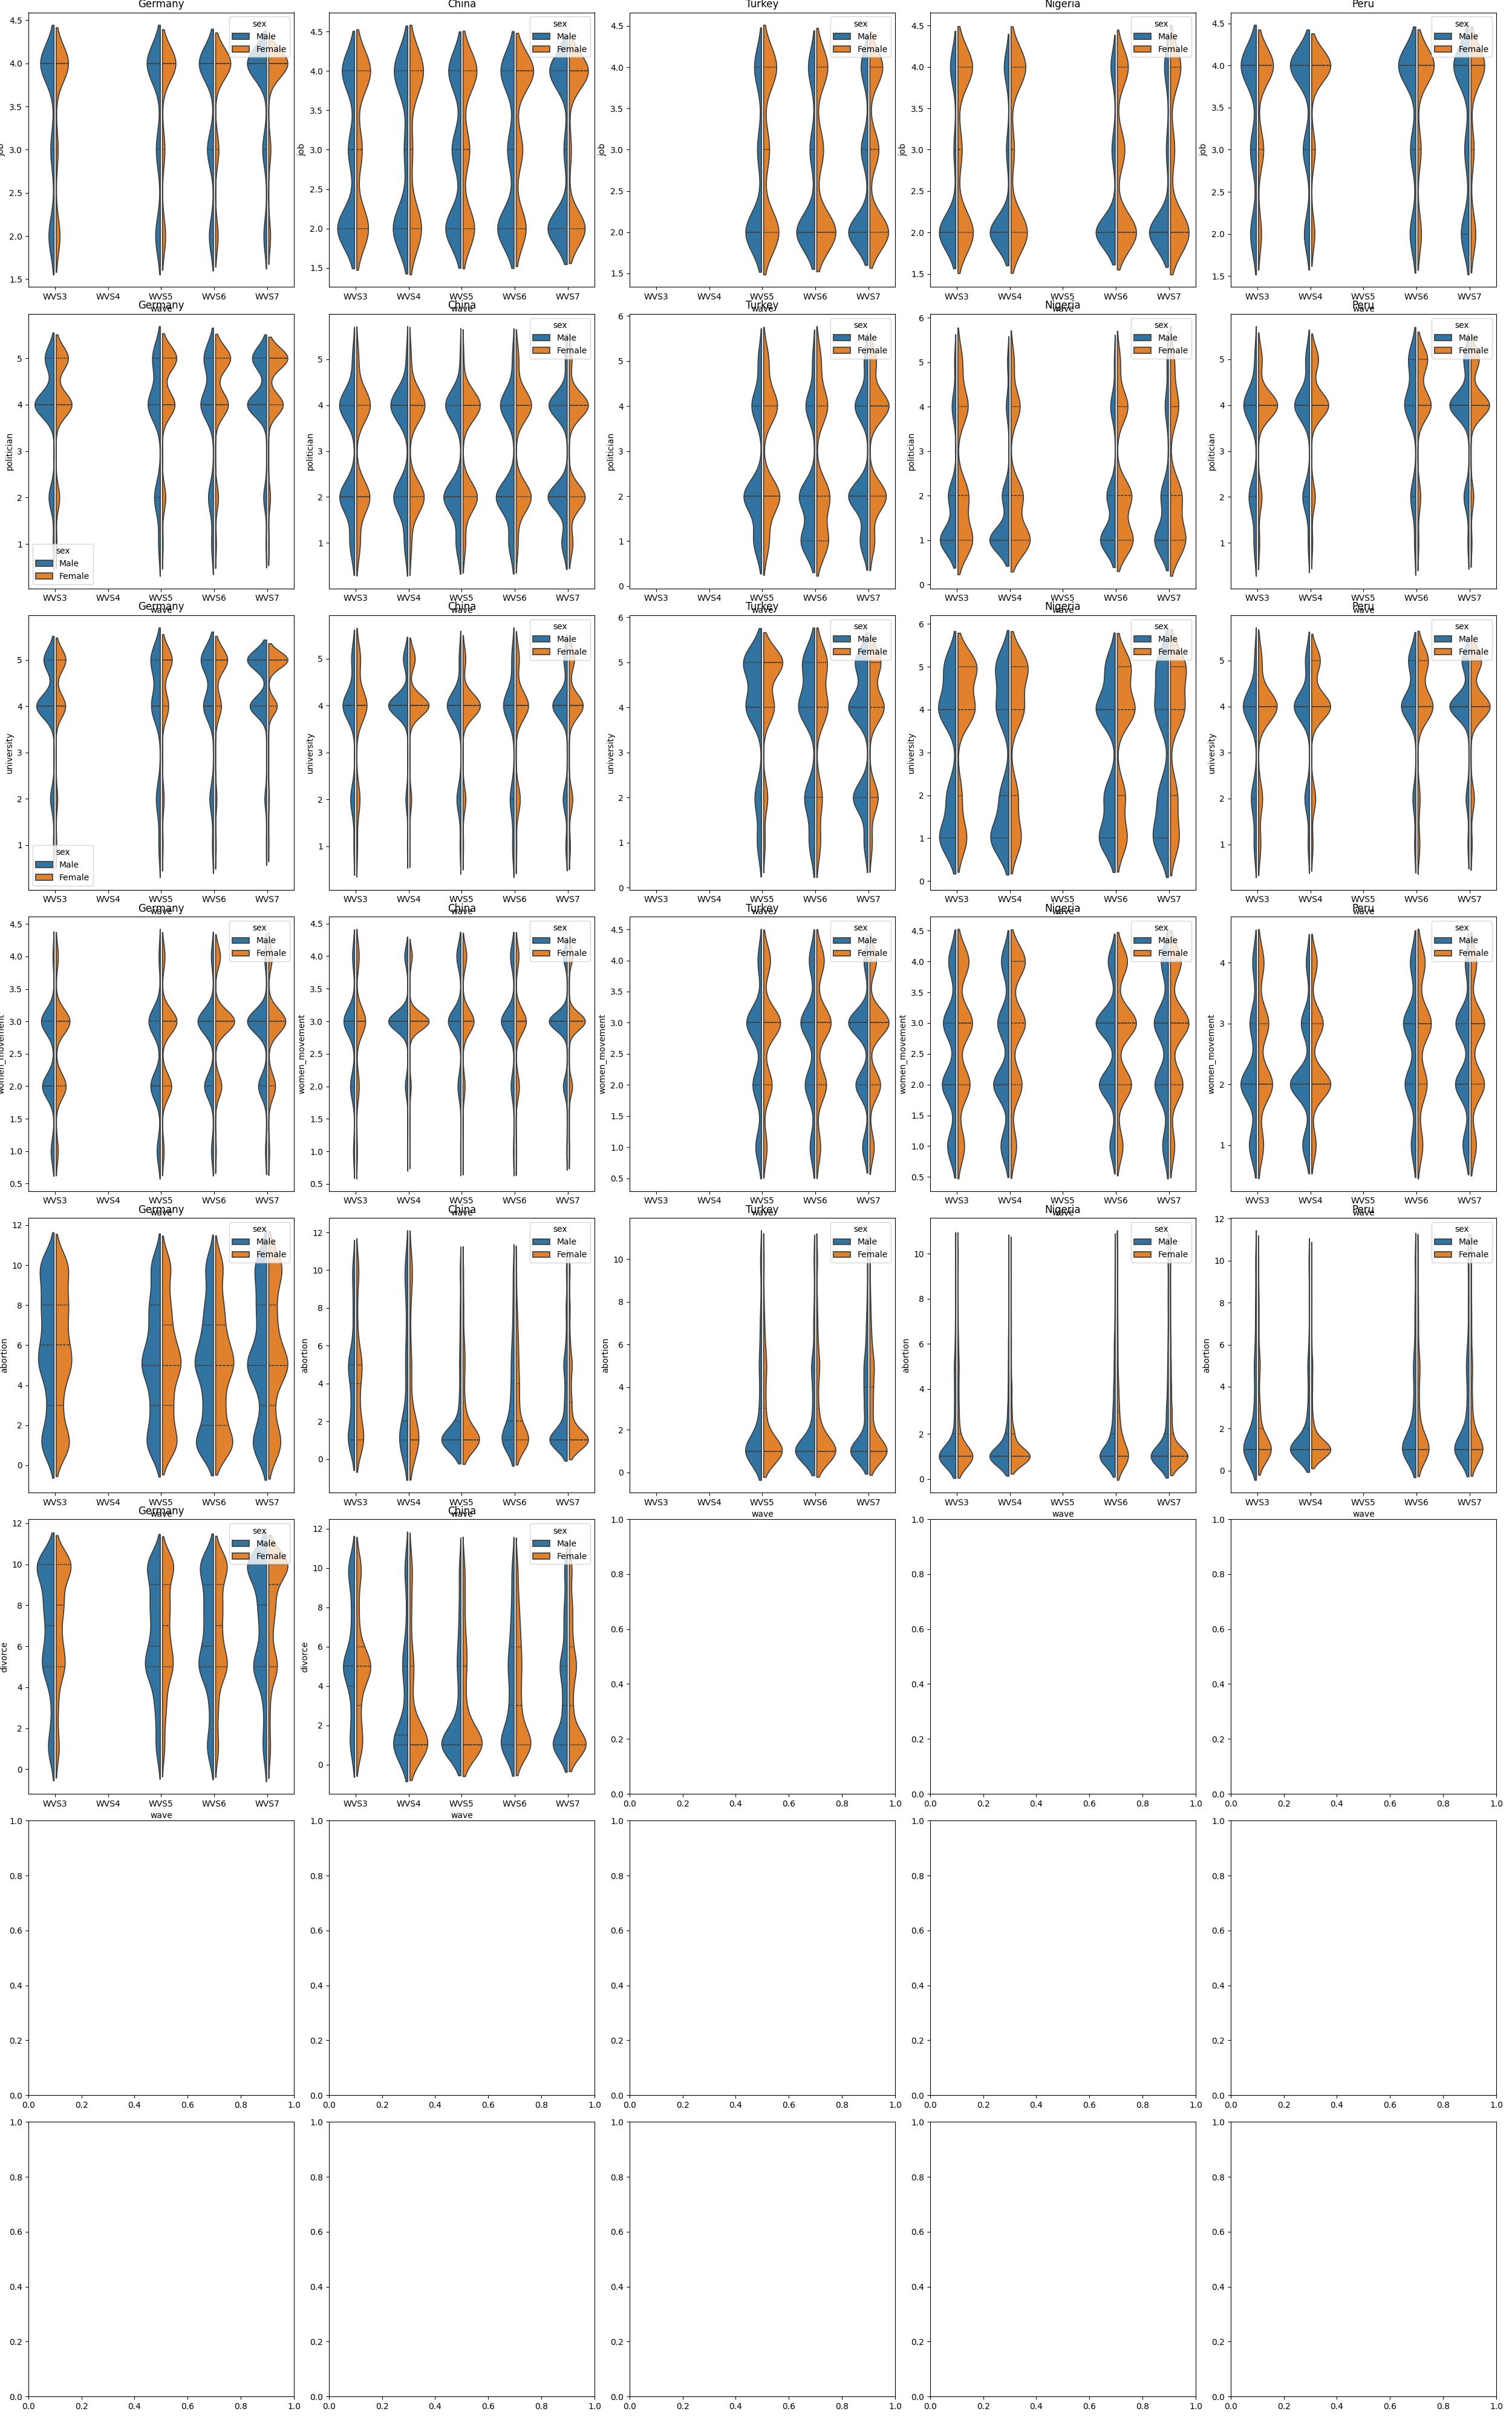 Germany
4.5
4.0
3.5
3.0
2.5
2.0
1.5
job
sex
Male
Female
WVS3 WVS4 WVS5 WVS6 WVS7
wave
China
4.5
4.0
3.5
3.0
2.5
2.0
1.5
job
sex
Male
Female
WVS3 WVS4 WVS5 WVS6 WVS7
wave
Turkey
4.5
4.0
3.5
3.0
2.5
2.0
1.5
job
sex
Male
Female
WVS3 WVS4 WVS5 WVS6 WVS7
wave
Nigeria
4.5
4.0
3.5
3.0
2.5
2.0
1.5
job
sex
Male
Female
WVS3 WVS4 WVS5 WVS6 WVS7
wave
Peru
4.5
4.0
3.5
3.0
2.5
2.0
1.5
job
sex
Male
Female
WVS3 WVS4 WVS5 WVS6 WVS7
wave
Germany
5
4
3
2
1
politician
sex
Male
Female
WVS3 WVS4 WVS5 WVS6 WVS7
wave
China
5
4
3
2
1
politician
sex
Male
Female
WVS3 WVS4 WVS5 WVS6 WVS7
wave
Turkey
6
5
4
3
2
1
0
politician
sex
Male
Female
WVS3 WVS4 WVS5 WVS6 WVS7
wave
Nigeria
6
5
4
3
2
1
0
politician
sex
Male
Female
WVS3 WVS4 WVS5 WVS6 WVS7
wave
Peru
5
4
3
2
1
politician
sex
Male
Female
WVS3 WVS4 WVS5 WVS6 WVS7
wave
Germany
5
4
3
2
1
university
sex
Male
Female
WVS3 WVS4 WVS5 WVS6 WVS7
wave
China
5
4
3
2
1
university
sex
Male
Female
WVS3 WVS4 WVS5 WVS6 WVS7
wave
Turkey
6
5
4
3
2
1
0
university
sex
Male
Female
WVS3 WVS4 WVS5 WVS6 WVS7
wave
Nigeria
6
5
4
3
2
1
0
university
sex
Male
Female
WVS3 WVS4 WVS5 WVS6 WVS7
wave
Peru
5
4
3
2
1
university
sex
Male
Female
WVS3 WVS4 WVS5 WVS6 WVS7
wave
Germany
4.5
4.0
3.5
3.0
2.5
2.0
1.5
1.0
0.5
women_movement
sex
Male
Female
WVS3 WVS4 WVS5 WVS6 WVS7
wave
China
4.5
4.0
3.5
3.0
2.5
2.0
1.5
1.0
0.5
women_movement
sex
Male
Female
WVS3 WVS4 WVS5 WVS6 WVS7
wave
Turkey
4.5
4.0
3.5
3.0
2.5
2.0
1.5
1.0
0.5
women_movement
sex
Male
Female
WVS3 WVS4 WVS5 WVS6 WVS7
wave
Nigeria
4.5
4.0
3.5
3.0
2.5
2.0
1.5
1.0
0.5
women_movement
sex
Male
Female
WVS3 WVS4 WVS5 WVS6 WVS7
wave
Peru
4
3
2
1
women_movement
sex
Male
Female
WVS3 WVS4 WVS5 WVS6 WVS7
wave
Germany
12
10
8
6
4
2
0
abortion
sex
Male
Female
WVS3 WVS4 WVS5 WVS6 WVS7
wave
China
12
10
8
6
4
2
0
abortion
sex
Male
Female
WVS3 WVS4 WVS5 WVS6 WVS7
wave
Turkey
10
8
6
4
2
0
abortion
sex
Male
Female
WVS3 WVS4 WVS5 WVS6 WVS7
wave
Nigeria
10
8
6
4
2
0
abortion
sex
Male
Female
WVS3 WVS4 WVS5 WVS6 WVS7
wave
Peru
12
10
8
6
4
2
0
abortion
sex
Male
Female
WVS3 WVS4 WVS5 WVS6 WVS7
wave
Germany
12
10
8
6
4
2
0
divorce
sex
Male
Female
WVS3 WVS4 WVS5 WVS6 WVS7
wave
China
12
10
8
6
4
2
0
divorce
sex
Male
Female
WVS3 WVS4 WVS5 WVS6 WVS7
wave
1.0
0.8
0.6
0.4
0.2
0.0
0.0 0.2 0.4 0.6 0.8 1.0
1.0
0.8
0.6
0.4
0.2
0.0
0.0 0.2 0.4 0.6 0.8 1.0
1.0
0.8
0.6
0.4
0.2
0.0
0.0 0.2 0.4 0.6 0.8 1.0
1.0
0.8
0.6
0.4
0.2
0.0
0.0 0.2 0.4 0.6 0.8 1.0
1.0
0.8
0.6
0.4
0.2
0.0
0.0 0.2 0.4 0.6 0.8 1.0
1.0
0.8
0.6
0.4
0.2
0.0
0.0 0.2 0.4 0.6 0.8 1.0
1.0
0.8
0.6
0.4
0.2
0.0
0.0 0.2 0.4 0.6 0.8 1.0
1.0
0.8
0.6
0.4
0.2
0.0
0.0 0.2 0.4 0.6 0.8 1.0
1.0
0.8
0.6
0.4
0.2
0.0
0.0 0.2 0.4 0.6 0.8 1.0
1.0
0.8
0.6
0.4
0.2
0.0
0.0 0.2 0.4 0.6 0.8 1.0
1.0
0.8
0.6
0.4
0.2
0.0
0.0 0.2 0.4 0.6 0.8 1.0
1.0
0.8
0.6
0.4
0.2
0.0
0.0 0.2 0.4 0.6 0.8 1.0
1.0
0.8
0.6
0.4
0.2
0.0
0.0 0.2 0.4 0.6 0.8 1.0